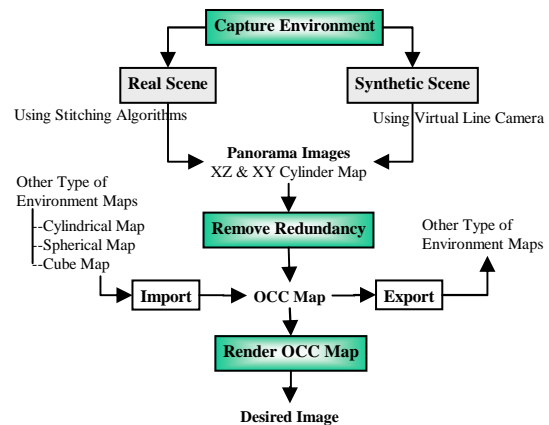 Capture Environment
Real Scene
Synthetic Scene
Using Stitching Algorithms
Using Virtual Line Camera
Panorama Images
XZ & XY Cylinder Map
Other Type of
Environment Maps
--Cylindrical Map
--Spherical Map
--Cube Map
Remove Redundancy
Other Type of
Environment Maps
Import
OCC Map
Export
Render OCC Map
Desired Image